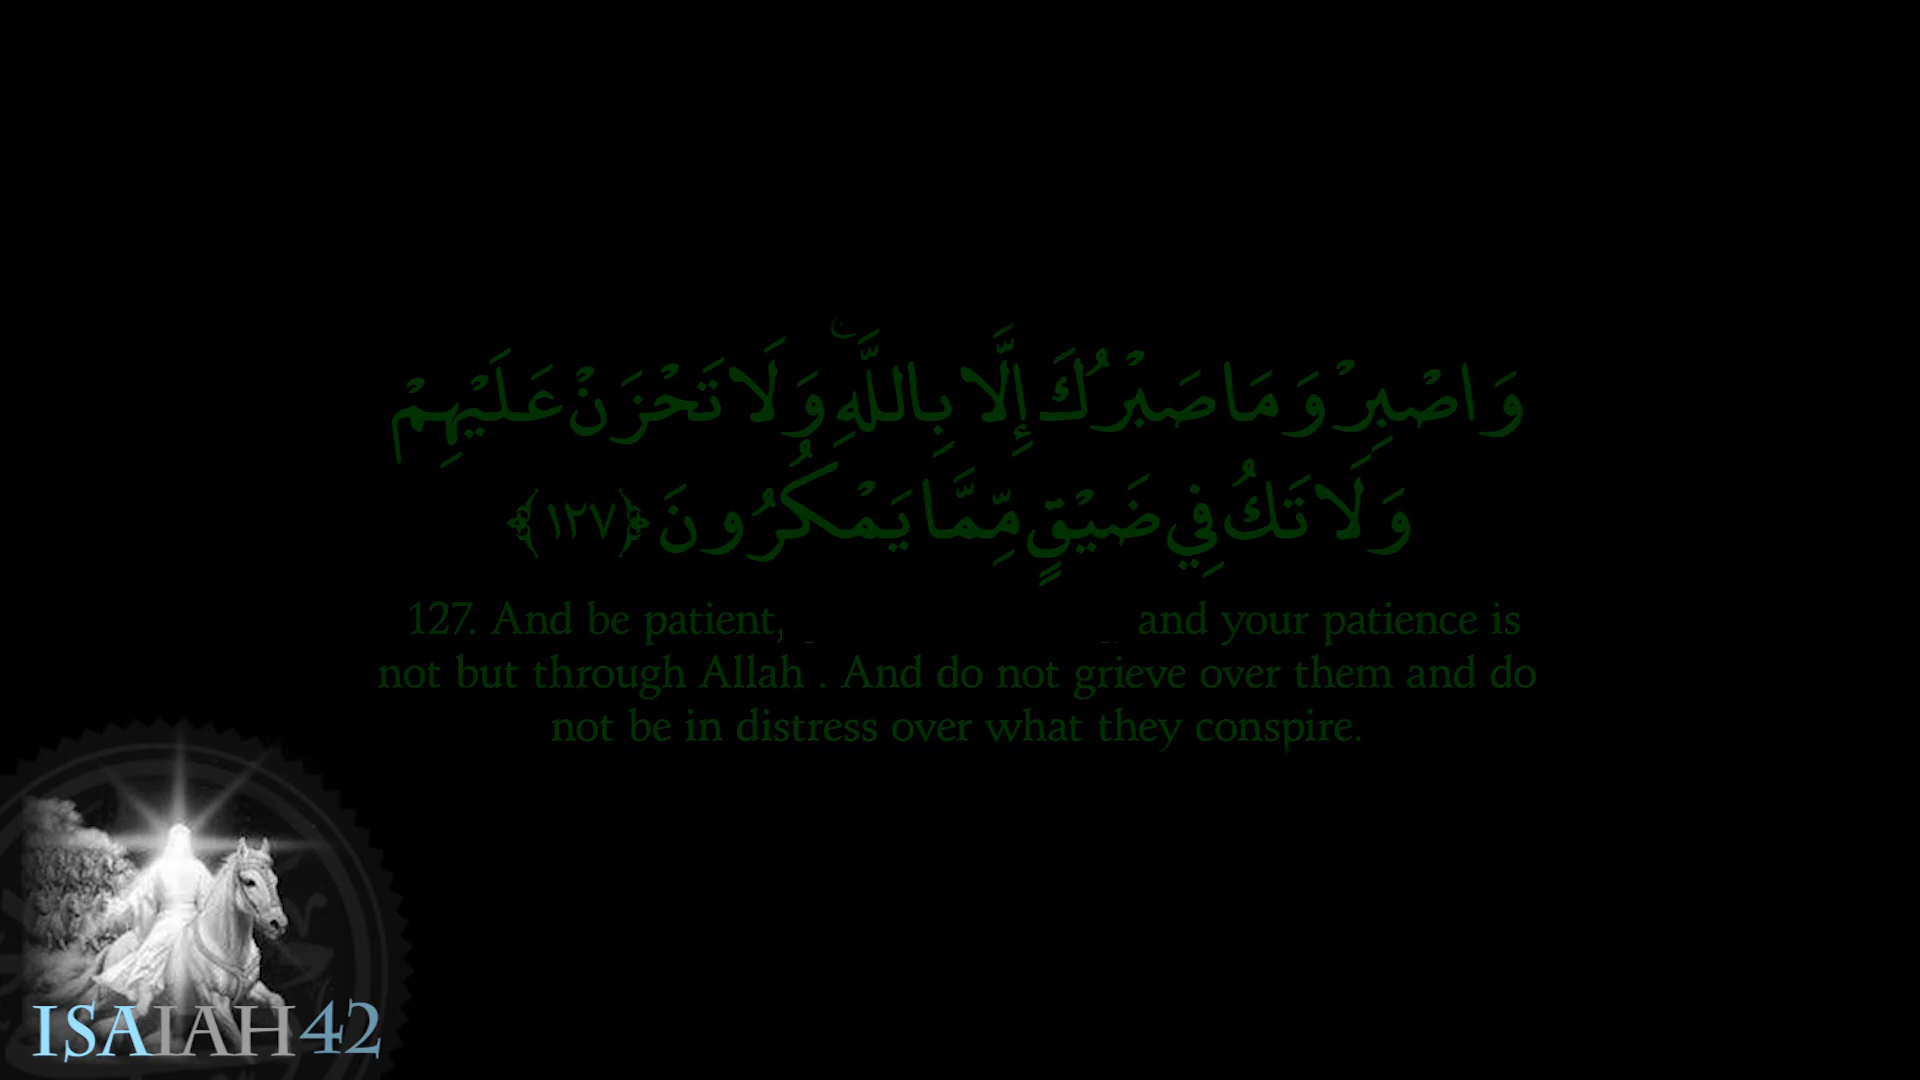 وَاصْبِرْ وَمَا صَبْرُكَ إِلَّا بِاللَّهِ ۚ وَلَا تَحْزَنْ عَلَيْهِمْ
وَلَا تَكُ فِي ضَيْقٍ مِّمَّا يَمْكُرُونَ ﴿١٢٧﴾
127. And be patient, and your patience is
not but through Allah . And do not grieve over them and do
not be in distress over what they conspire.
ISAIAH42